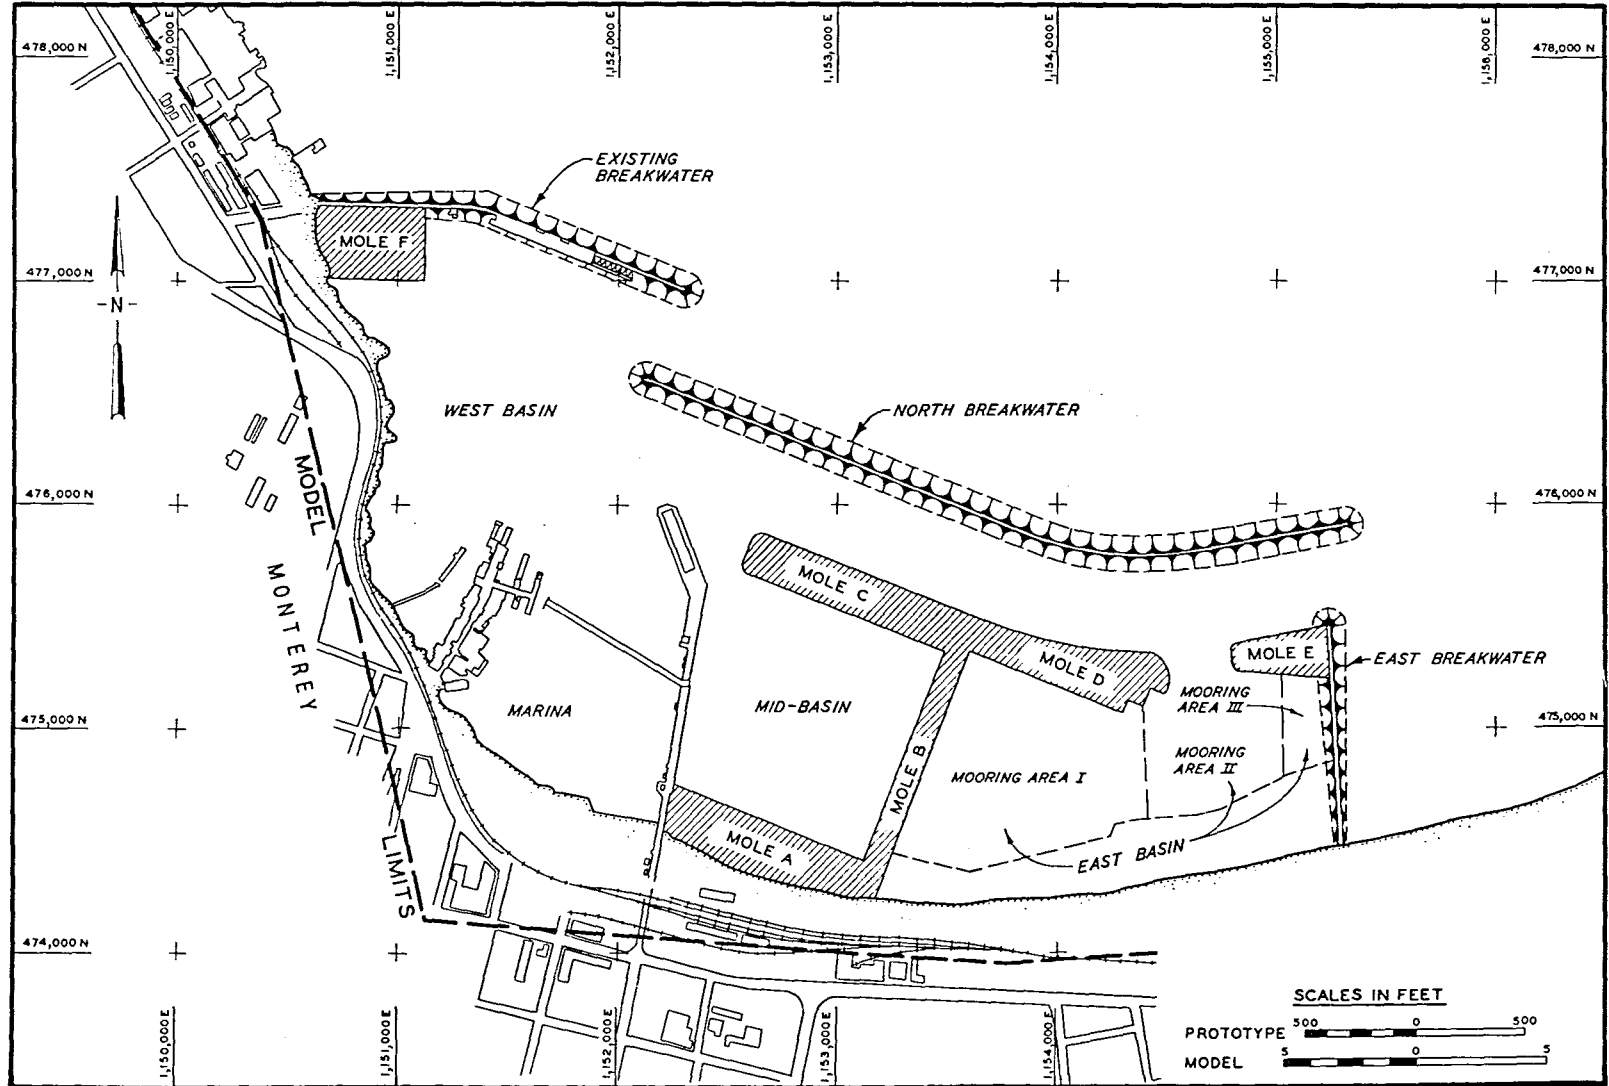 1,150,000 E
1,151,000 E
1,152,000 E
1,153,000 E
1,154,000 E
1,155,000 E
1,156,000 E
478,000 N
478,000 N
EXISTING
BREAKWATER
MOLE F
477,000 N
477,000 N
-N-
WEST BASIN
NORTH BREAKWATER
MODEL
476,000 N
476,000 N
MOLE C
MONTEREY
MOLE D
MOLE E
EAST BREAKWATER
MOORING
AREA III
MARINA
MID-BASIN
475,000 N
475,000 N
MOORING
AREA II
MOORING AREA I
MOLE B
MOLE A
EAST BASIN
LIMITS
474,000 N
474,000 N
1,150,000 E
1,151,000 E
1,152,000 E
1,153,000 E
1,154,000 E
SCALES IN FEET
PROTOTYPE 500 0 500
MODEL 5 0 5